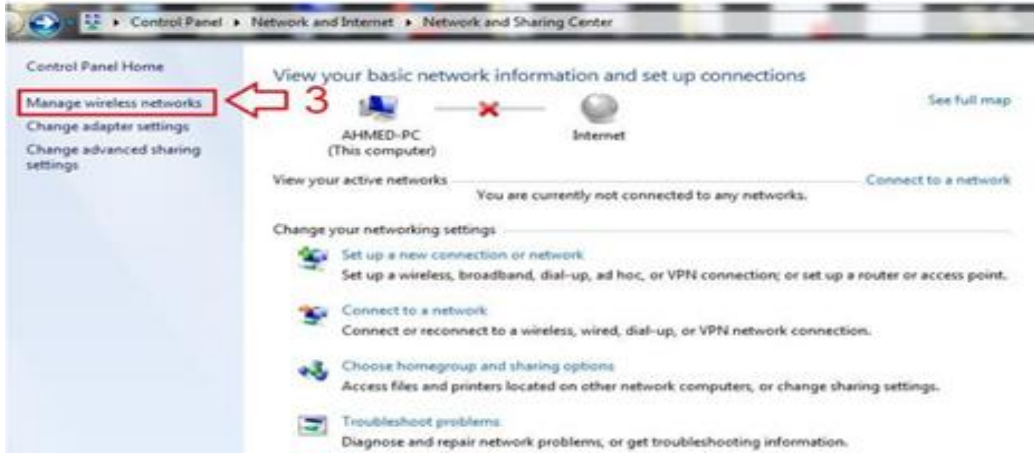 Control Panel ▸ Network and Internet ▸ Network and Sharing Center
Control Panel Home
Manage wireless networks
3
Change adapter settings
Change advanced sharing
settings
View your basic network information and set up connections
See full map
AHMED-PC
(This computer)
Internet
View your active networks
Connect to a network
You are currently not connected to any networks.
Change your networking settings
Set up a new connection or network
Set up a wireless, broadband, dial-up, ad hoc, or VPN connection; or set up a router or access point.
Connect to a network
Connect or reconnect to a wireless, wired, dial-up, or VPN network connection.
Choose homegroup and sharing options
Access files and printers located on other network computers, or change sharing settings.
Troubleshoot problems
Diagnose and repair network problems, or get troubleshooting information.